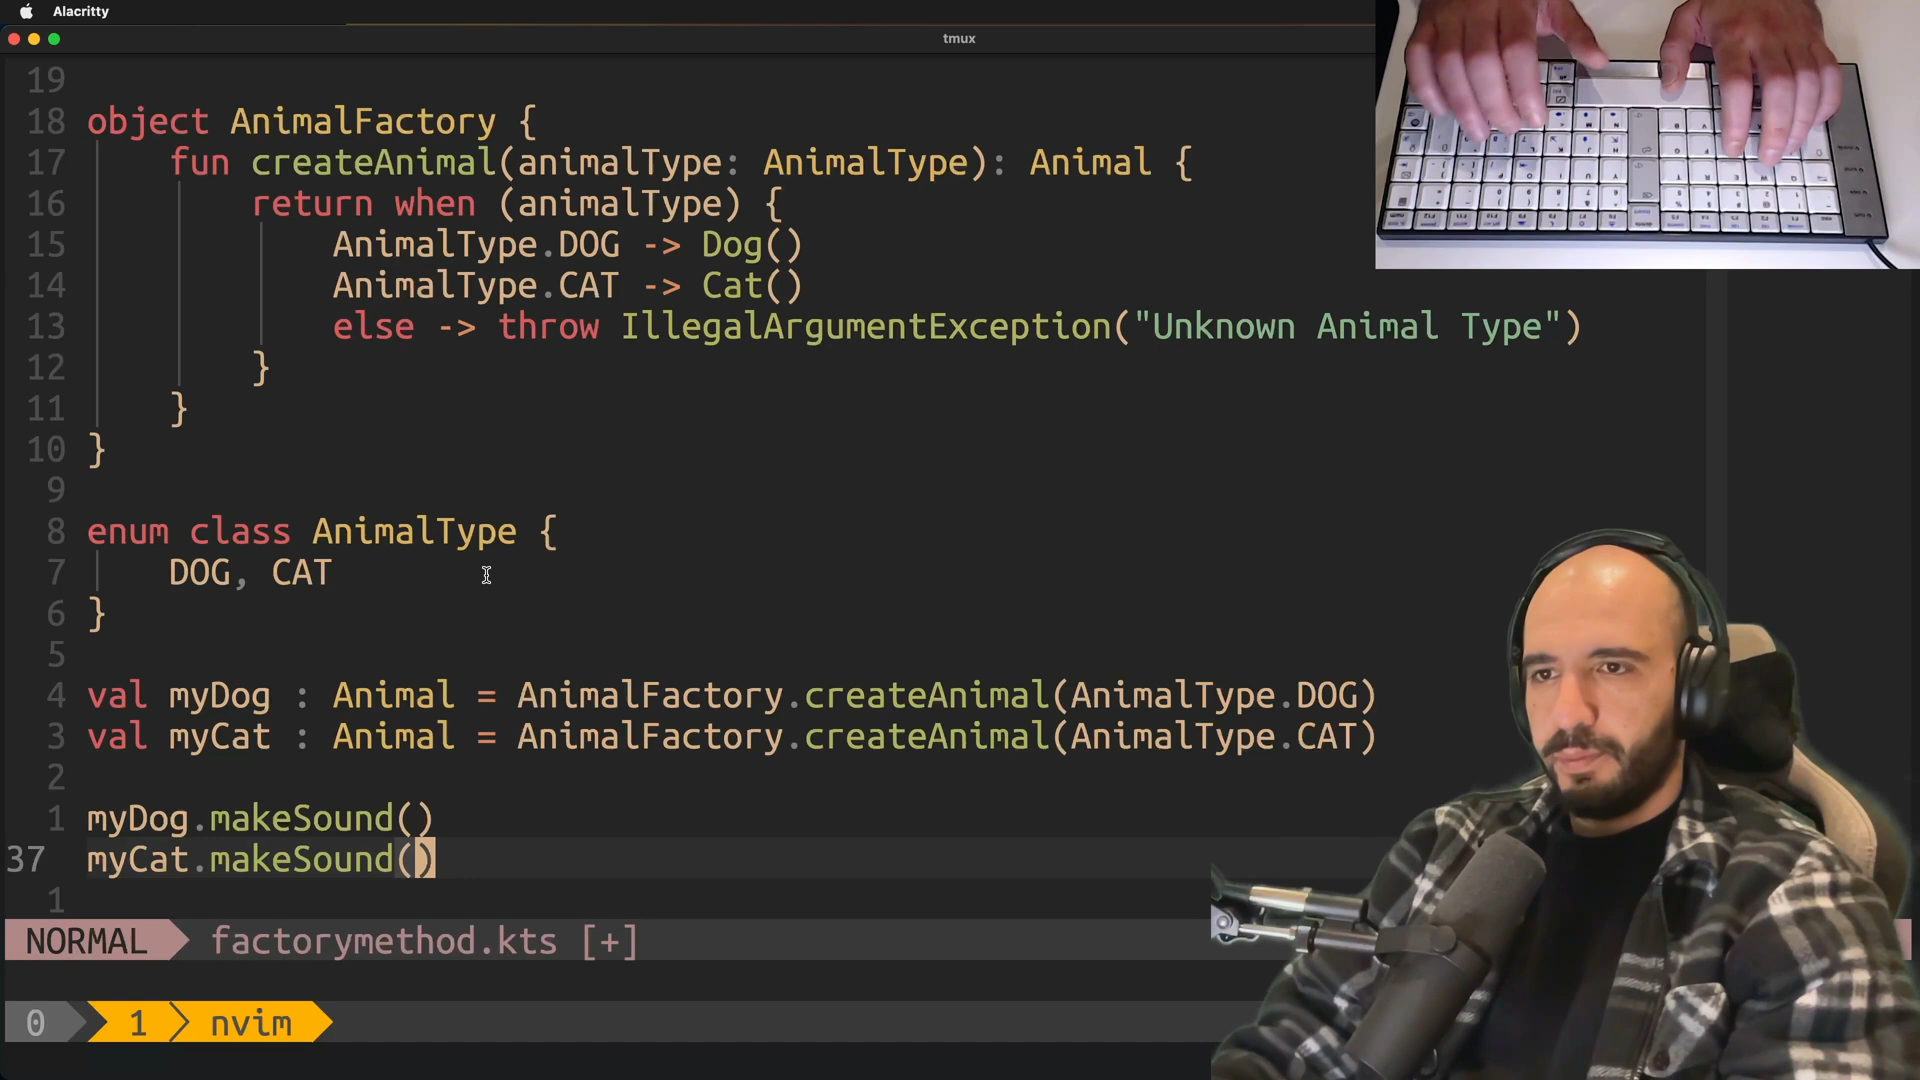 Alacritty
tmux
19
18 object AnimalFactory {
17 fun createAnimal(animalType: AnimalType): Animal {
16 return when (animalType) {
15 AnimalType.DOG -> Dog()
14 AnimalType.CAT -> Cat()
13 else -> throw IllegalArgumentException("Unknown Animal Type")
12 }
11 }
10 }
9
8 enum class AnimalType {
7 DOG, CAT
6 }
5
4 val myDog : Animal = AnimalFactory.createAnimal(AnimalType.DOG)
3 val myCat : Animal = AnimalFactory.createAnimal(AnimalType.CAT)
2
1 myDog.makeSound()
37 myCat.makeSound()
1
NORMAL factorymethod.kts [+]
0 1 nvim